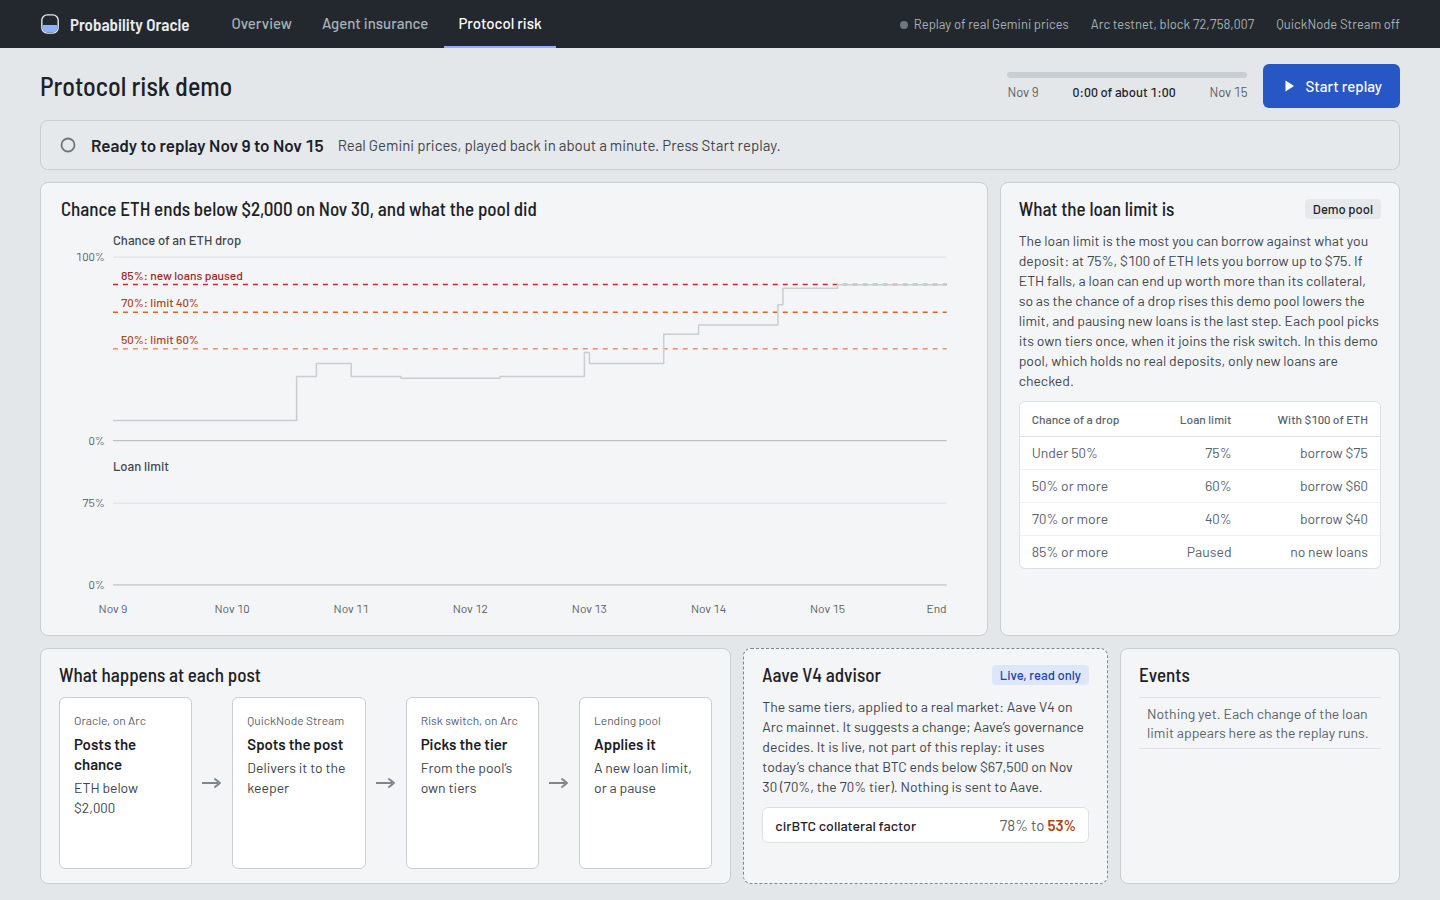 Probability Oracle
Overview
Agent insurance
Protocol risk
Replay of real Gemini prices
Arc testnet, block 72,758,007
QuickNode Stream off
Protocol risk demo
Nov 9
0:00 of about 1:00
Nov 15
Start replay
Ready to replay Nov 9 to Nov 15
Real Gemini prices, played back in about a minute. Press Start replay.
Chance ETH ends below $2,000 on Nov 30, and what the pool did
Chance of an ETH drop
100%
85%: new loans paused
70%: limit 40%
50%: limit 60%
0%
Loan limit
75%
0%
Nov 9
Nov 10
Nov 11
Nov 12
Nov 13
Nov 14
Nov 15
End
What the loan limit is
Demo pool
The loan limit is the most you can borrow against what you
deposit: at 75%, $100 of ETH lets you borrow up to $75. If
ETH falls, a loan can end up worth more than its collateral,
so as the chance of a drop rises this demo pool lowers the
limit, and pausing new loans is the last step. Each pool picks
its own tiers once, when it joins the risk switch. In this demo
pool, which holds no real deposits, only new loans are
checked.
Chance of a drop
Loan limit
With $100 of ETH
Under 50%
75%
borrow $75
50% or more
60%
borrow $60
70% or more
40%
borrow $40
85% or more
Paused
no new loans
What happens at each post
Oracle, on Arc
Posts the
chance
ETH below
$2,000
QuickNode Stream
Spots the post
Delivers it to the
keeper
Risk switch, on Arc
Picks the tier
From the pool's
own tiers
Lending pool
Applies it
A new loan limit,
or a pause
Aave V4 advisor
Live, read only
The same tiers, applied to a real market: Aave V4 on
Arc mainnet. It suggests a change; Aave's governance
decides. It is live, not part of this replay: it uses
today's chance that BTC ends below $67,500 on Nov
30 (70%, the 70% tier). Nothing is sent to Aave.
cirBTC collateral factor
78% to 53%
Events
Nothing yet. Each change of the loan
limit appears here as the replay runs.